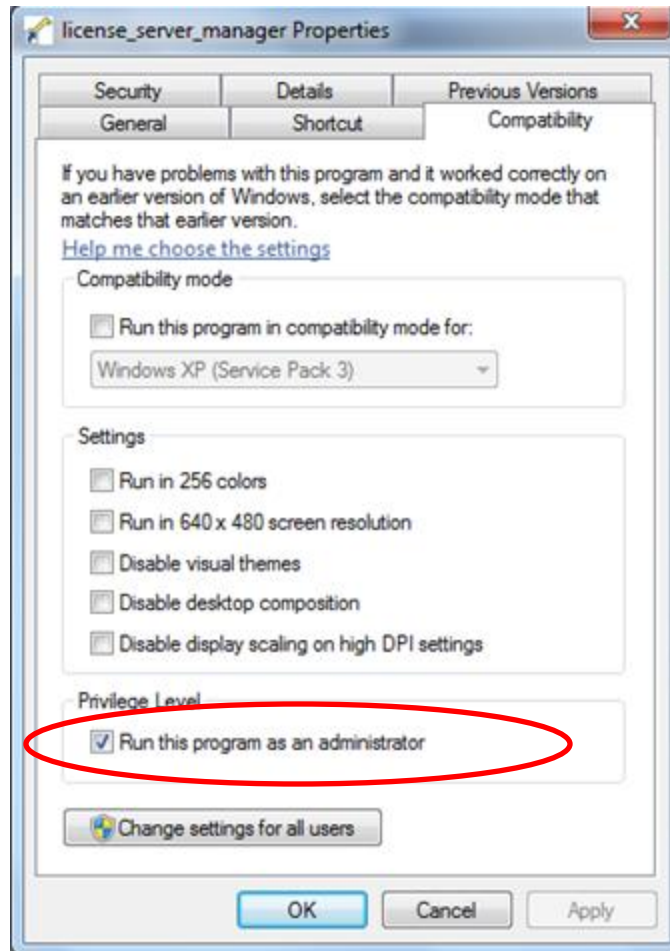 license_server_manager Properties
Security Details Previous Versions
General Shortcut Compatibility
If you have problems with this program and it worked correctly on
an earlier version of Windows, select the compatibility mode that
matches that earlier version.
Help me choose the settings
Compatibility mode
Run this program in compatibility mode for:
Windows XP (Service Pack 3)
Settings
Run in 256 colors
Run in 640 x 480 screen resolution
Disable visual themes
Disable desktop composition
Disable display scaling on high DPI settings
Privilege Level
Run this program as an administrator
Change settings for all users
OK Cancel Apply